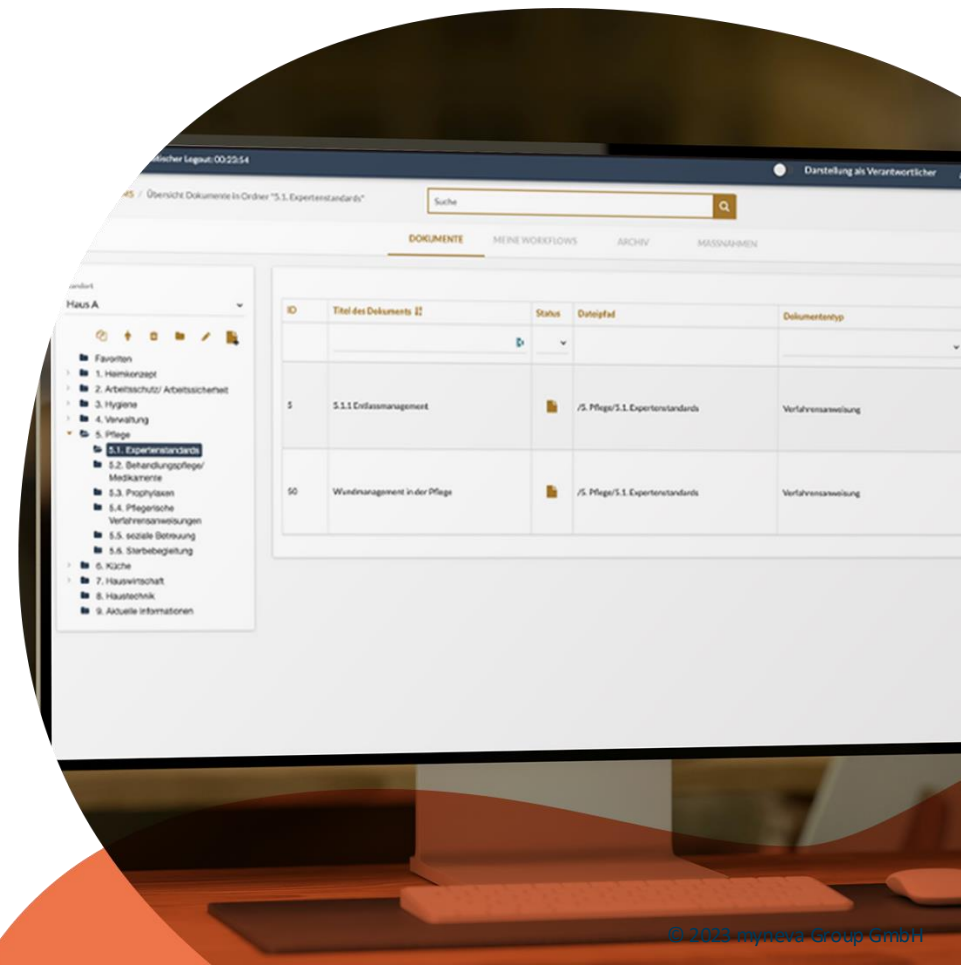 tischer Logout: 00:23:54
Darstellung als Verantwortlicher
MS / Übersicht Dokumente in Ordner "5.1. Expertenstandards"
Suche
DOKUMENTE MEINE WORKFLOWS ARCHIV MASSNAHMEN
andort
Haus A
Favoriten
1. Heimkonzept
2. Arbeitsschutz/ Arbeitssicherheit
3. Hygiene
4. Verwaltung
5. Pflege
5.1. Expertenstandards
5.2. Behandlungspflege/
Medikamente
5.3. Prophylaxen
5.4. Pflegerische
Verfahrensanweisungen
5.5. soziale Betreuung
5.6. Sterbebegleitung
6. Küche
7. Hauswirtschaft
8. Haustechnik
9. Aktuelle Informationen
ID Titel des Dokuments Status Dateipfad Dokumententyp
5 5.1.1 Entlassmanagement /5. Pflege/5.1. Expertenstandards Verfahrensanweisung
50 Wundmanagement in der Pflege /5. Pflege/5.1. Expertenstandards Verfahrensanweisung
© 2023 myneva Group GmbH